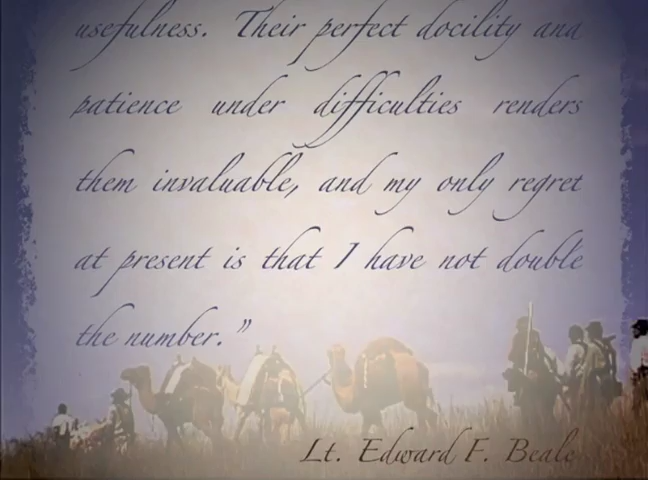 usefulness. Their perfect docility and
patience under difficulties renders
them invaluable, and my only regret
at present is that I have not double
the number."
Lt. Edward F. Beale